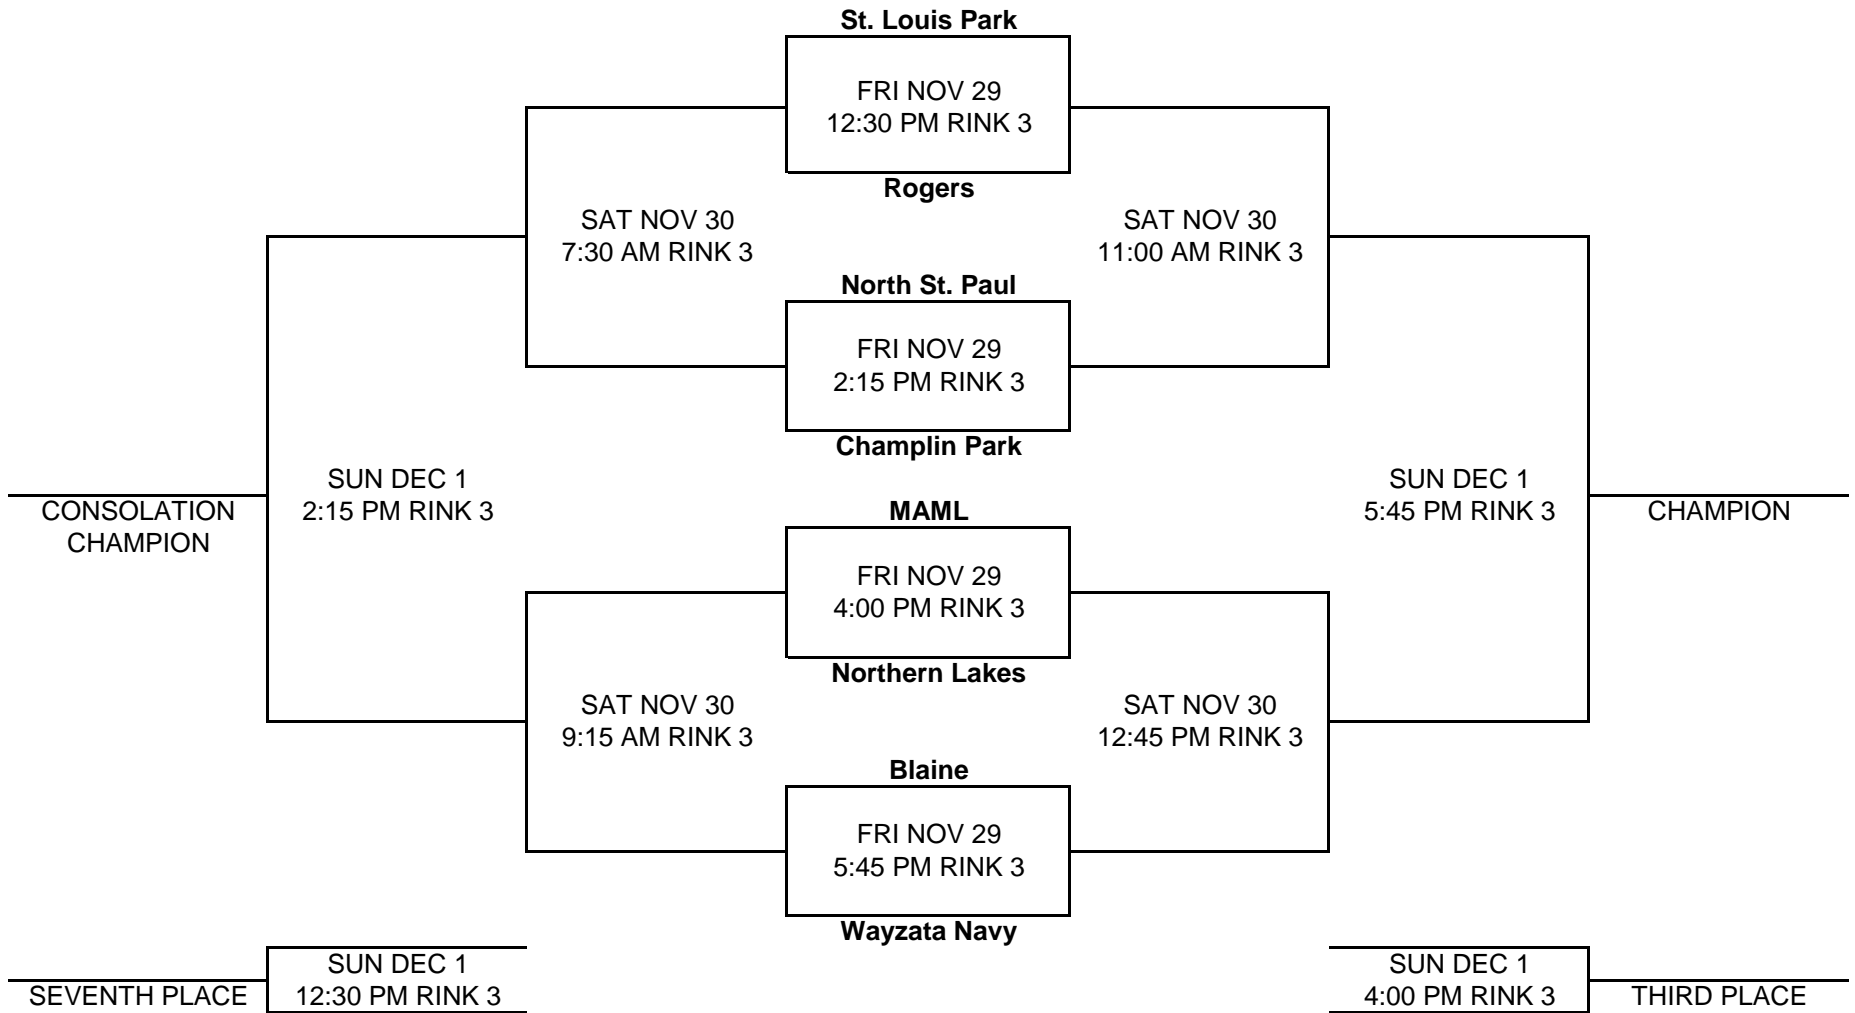 St. Louis Park
FRI NOV 29
12:30 PM RINK 3
Rogers
SAT NOV 30
7:30 AM RINK 3
SAT NOV 30
11:00 AM RINK 3
North St. Paul
FRI NOV 29
2:15 PM RINK 3
Champlin Park
SUN DEC 1
2:15 PM RINK 3
CONSOLATION
CHAMPION
SUN DEC 1
5:45 PM RINK 3
CHAMPION
MAML
FRI NOV 29
4:00 PM RINK 3
Northern Lakes
SAT NOV 30
9:15 AM RINK 3
SAT NOV 30
12:45 PM RINK 3
Blaine
FRI NOV 29
5:45 PM RINK 3
Wayzata Navy
SUN DEC 1
12:30 PM RINK 3
SEVENTH PLACE
SUN DEC 1
4:00 PM RINK 3
THIRD PLACE